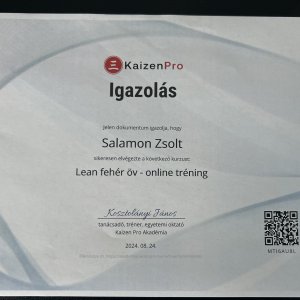 KaizenPro
Igazolás
Jelen dokumentum igazolja, hogy
Salamon Zsolt
sikeresen elvégezte a következő kurzust:
Lean fehér öv - online tréning
Kosztolányi János
tanácsadó, tréner, egyetemi oktató
Kaizen Pro Akadémia
2024. 08. 24.